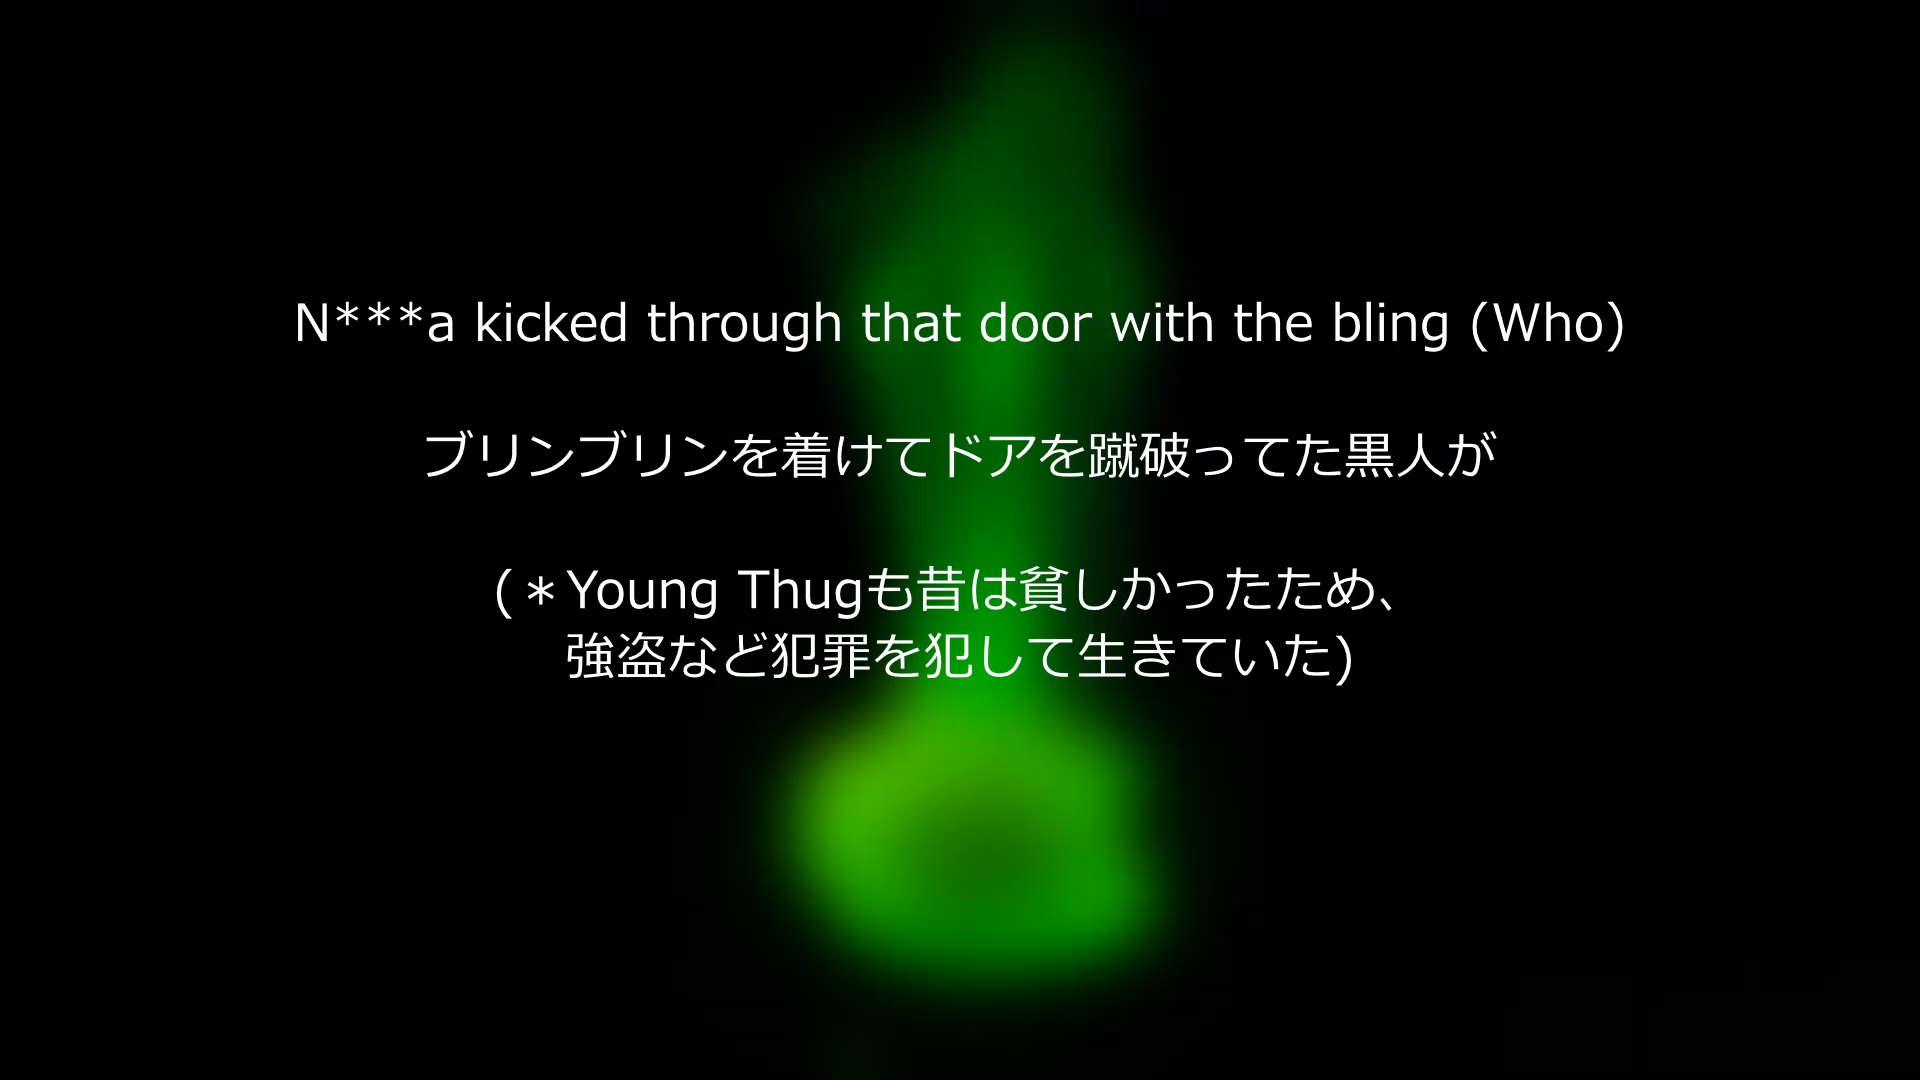 N***a kicked through that door with the bling (Who)
ブリンブリンを着けてドアを蹴破ってた黒人が
(＊Young Thugも昔は貧しかったため、
強盗など犯罪を犯して生きていた)